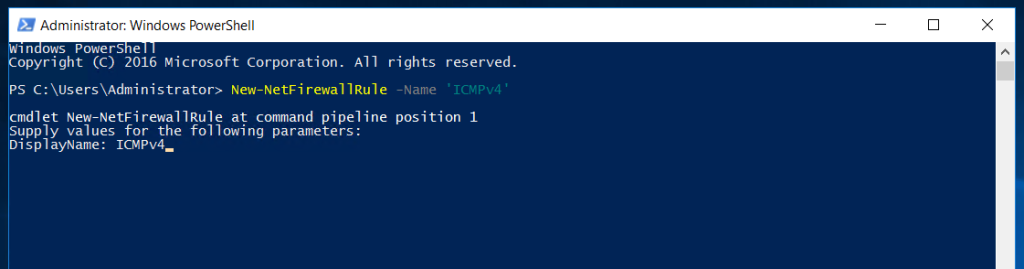 Administrator: Windows PowerShell
Windows PowerShell
Copyright (C) 2016 Microsoft Corporation. All rights reserved.
PS C:\Users\Administrator> New-NetFirewallRule -Name 'ICMPv4'
cmdlet New-NetFirewallRule at command pipeline position 1
Supply values for the following parameters:
DisplayName: ICMPv4